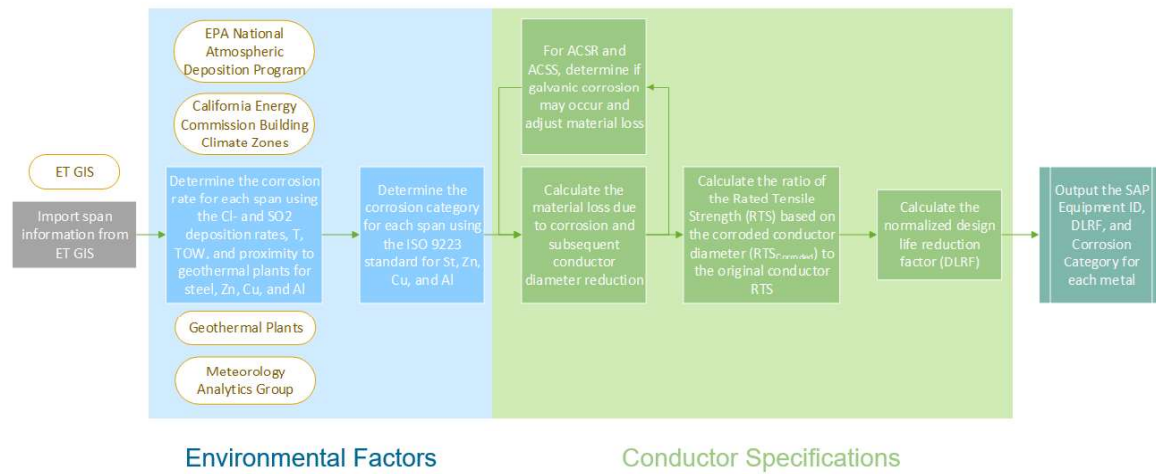 EPA National
Atmospheric
Deposition Program
California Energy
Commission Building
Climate Zones
ET GIS
Import span
information from
ET GIS
Determine the corrosion
rate for each span using
the Cl- and SO2
deposition rates, T,
TOW, and proximity to
geothermal plants for
steel, Zn, Cu, and Al
Geothermal Plants
Meteorology
Analytics Group
Determine the
corrosion category
for each span using
the ISO 9223
standard for St, Zn,
Cu, and Al
For ACSR and
ACSS, determine if
galvanic corrosion
may occur and
adjust material loss
Calculate the
material loss due
to corrosion and
subsequent
conductor
diameter reduction
Calculate the ratio of
the Rated Tensile
Strength (RTS) based on
the corroded conductor
diameter (RTSCorroded) to
the original conductor
RTS
Calculate the
normalized design
life reduction
factor (DLRF)
Output the SAP
Equipment ID,
DLRF, and
Corrosion
Category for
each metal
Environmental Factors
Conductor Specifications